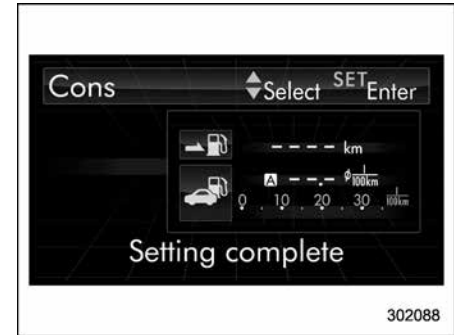 Cons Select SET Enter
---- km
A --.- ℓ/100km
0 . 10 . 20 . 30 . ℓ/100km
Setting complete
302088